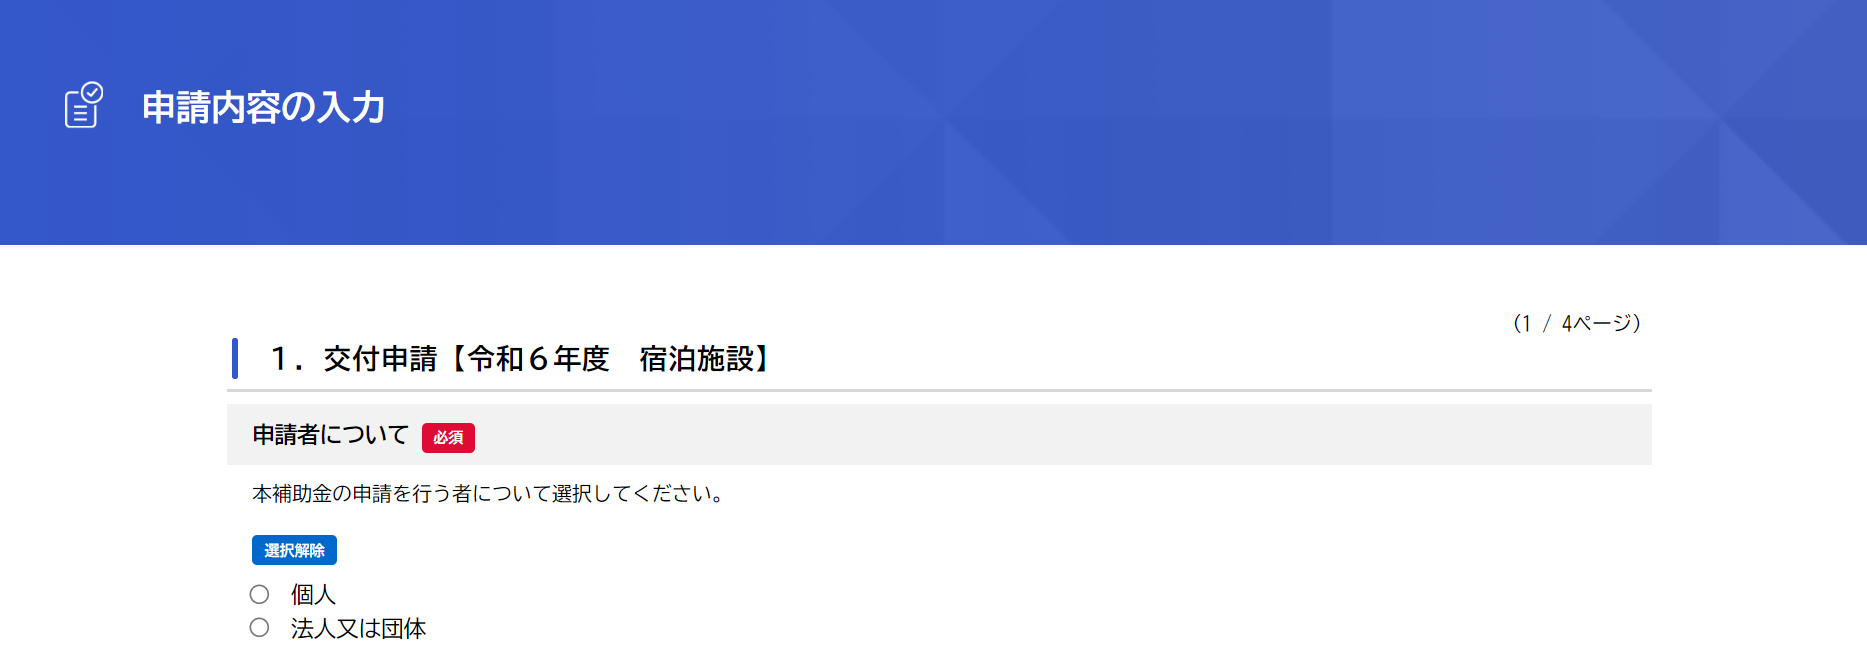 申請内容の入力
（1 / 4ページ）
１．交付申請【令和６年度　宿泊施設】
申請者について 必須
本補助金の申請を行う者について選択してください。
選択解除
個人
法人又は団体